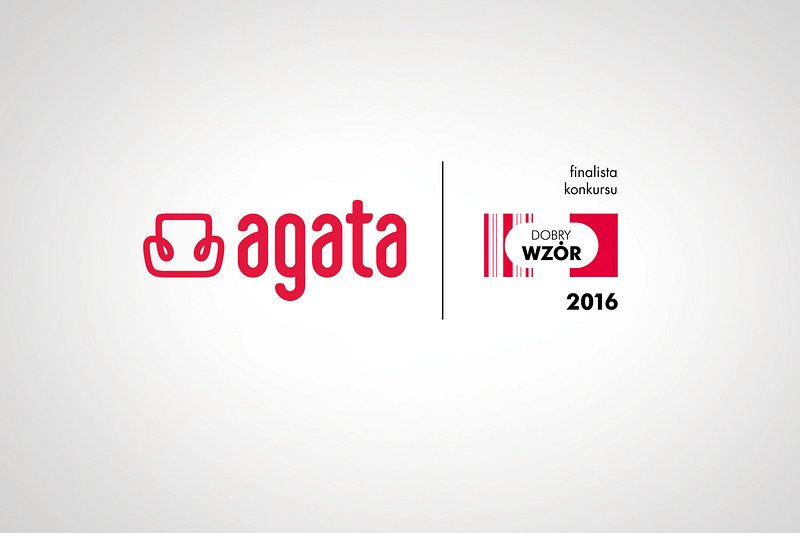 agata
finalista
konkursu
DOBRY
WZÓR
2016